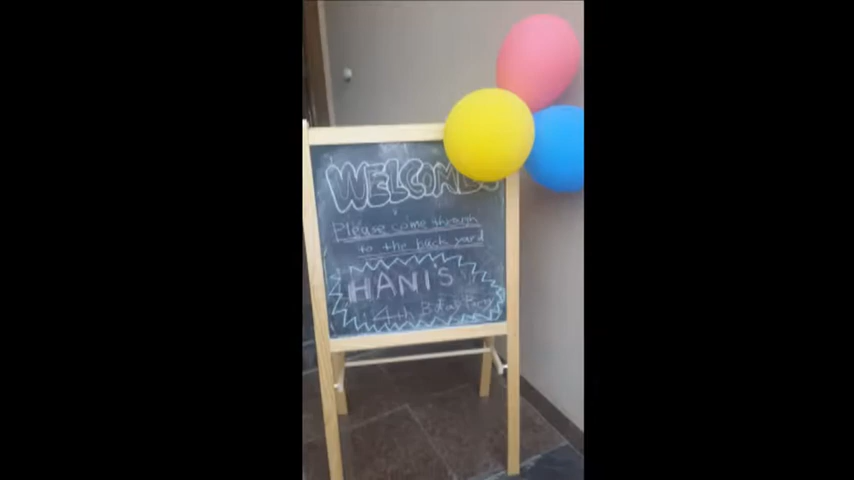 WELCOME
Please come through
to the back yard
HANI'S
4th Birthday Party